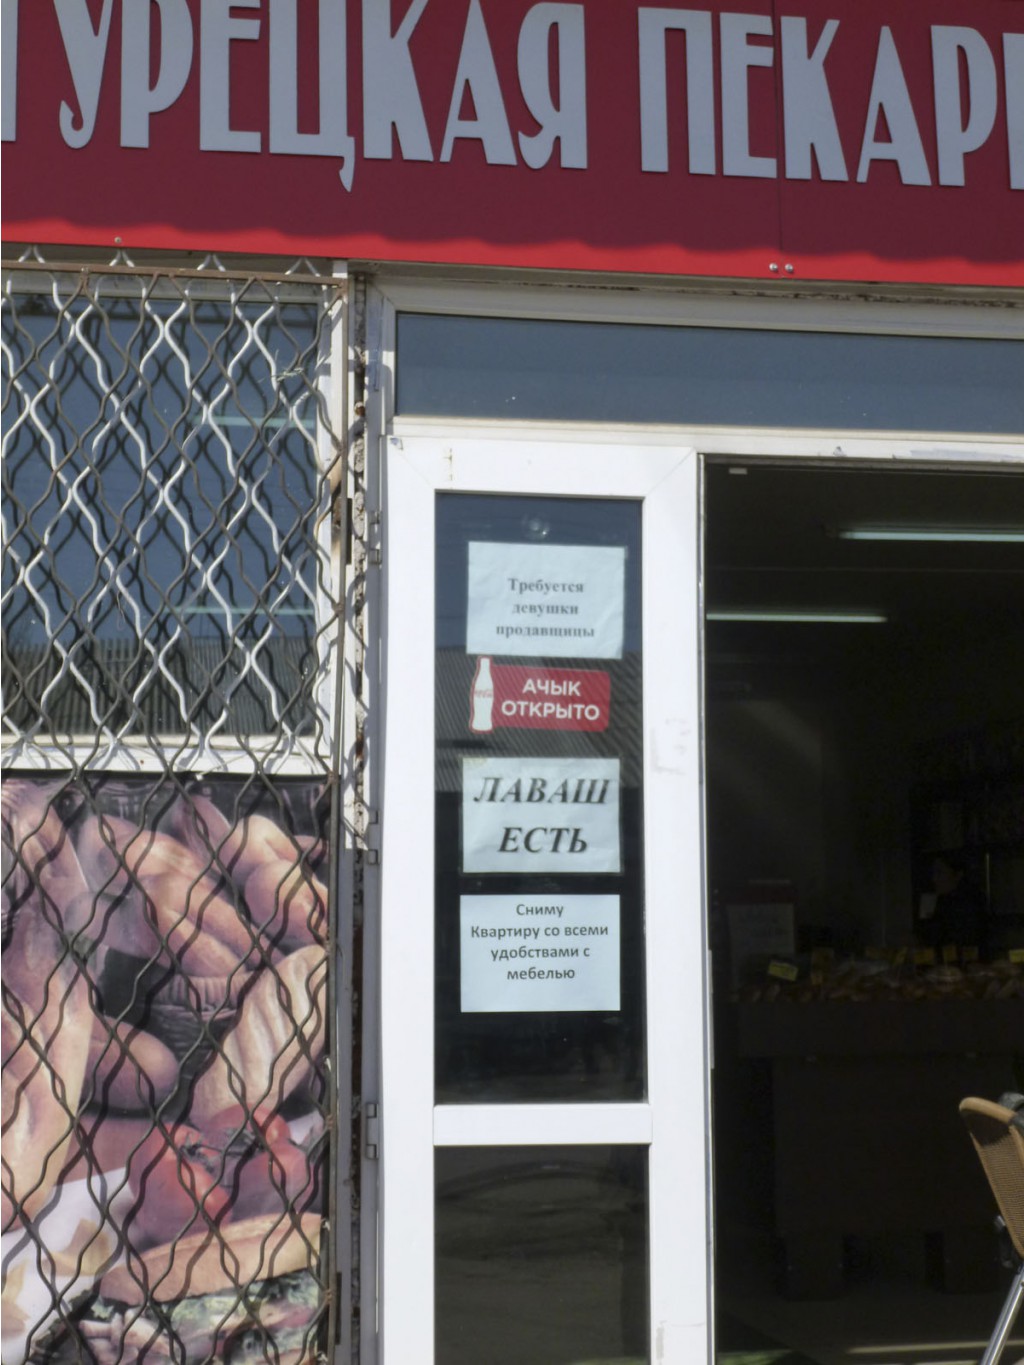 ТУРЕЦКАЯ ПЕКАР
Требуется
девушки
продавщицы
АЧЫК
ОТКРЫТО
ЛАВАШ
ЕСТЬ
Сниму
Квартиру со всеми
удобствами с
мебелью